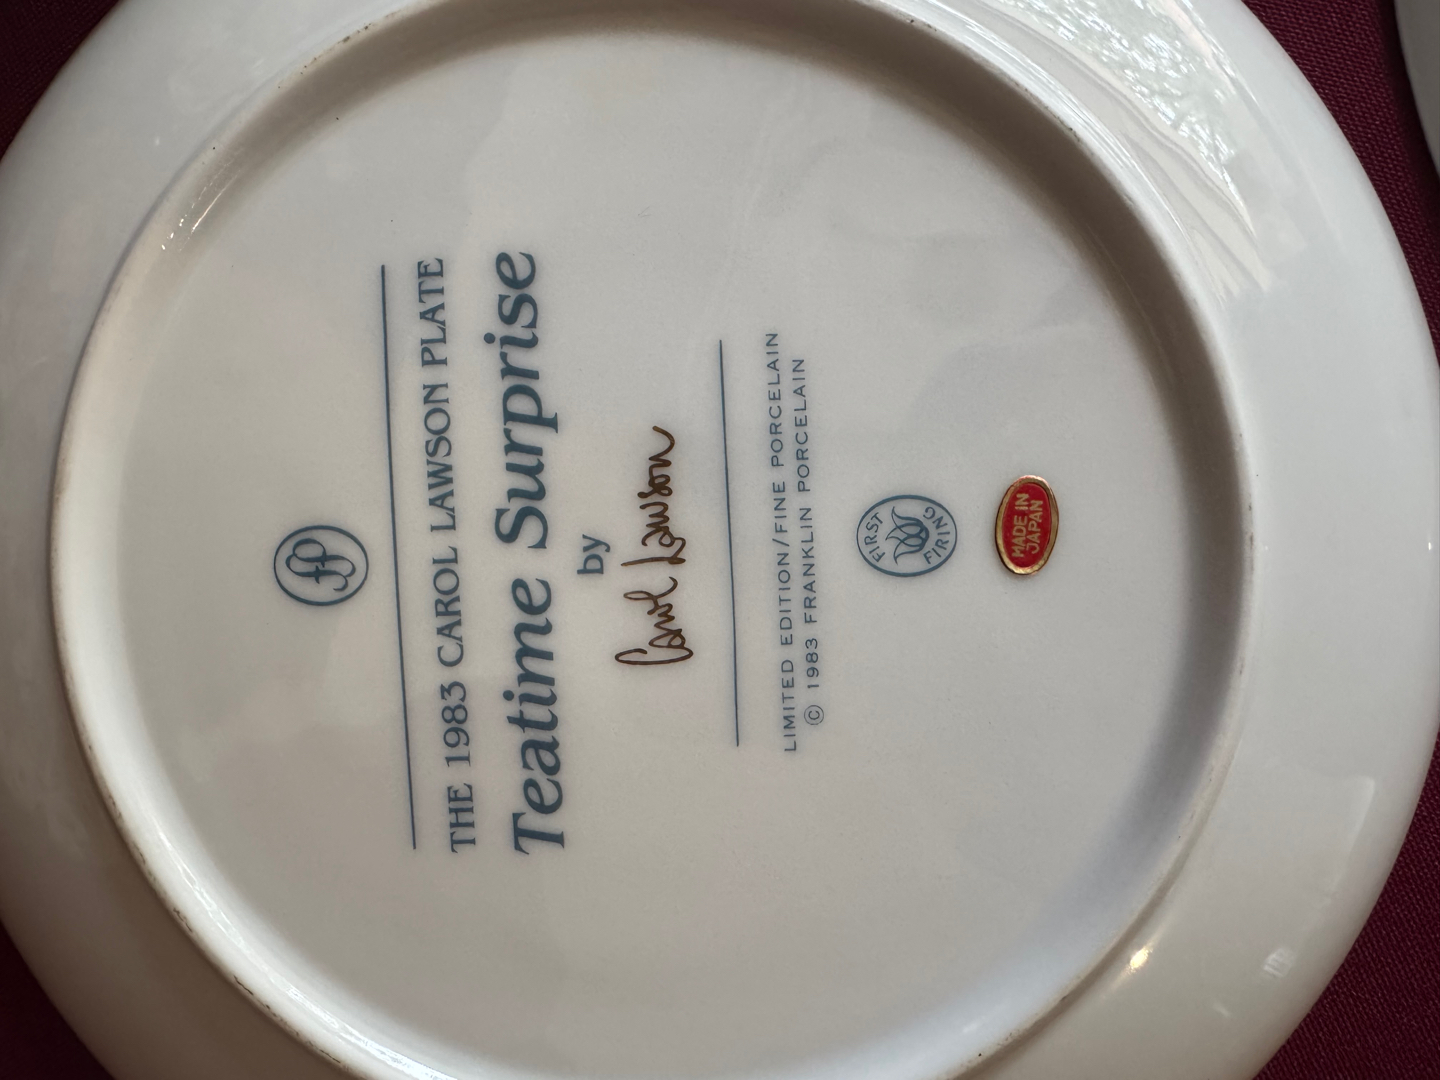 fp
THE 1983 CAROL LAWSON PLATE
Teatime Surprise
by
Carol Lawson
LIMITED EDITION/FINE PORCELAIN
© 1983 FRANKLIN PORCELAIN
FIRST
FIRING
MADE IN
JAPAN